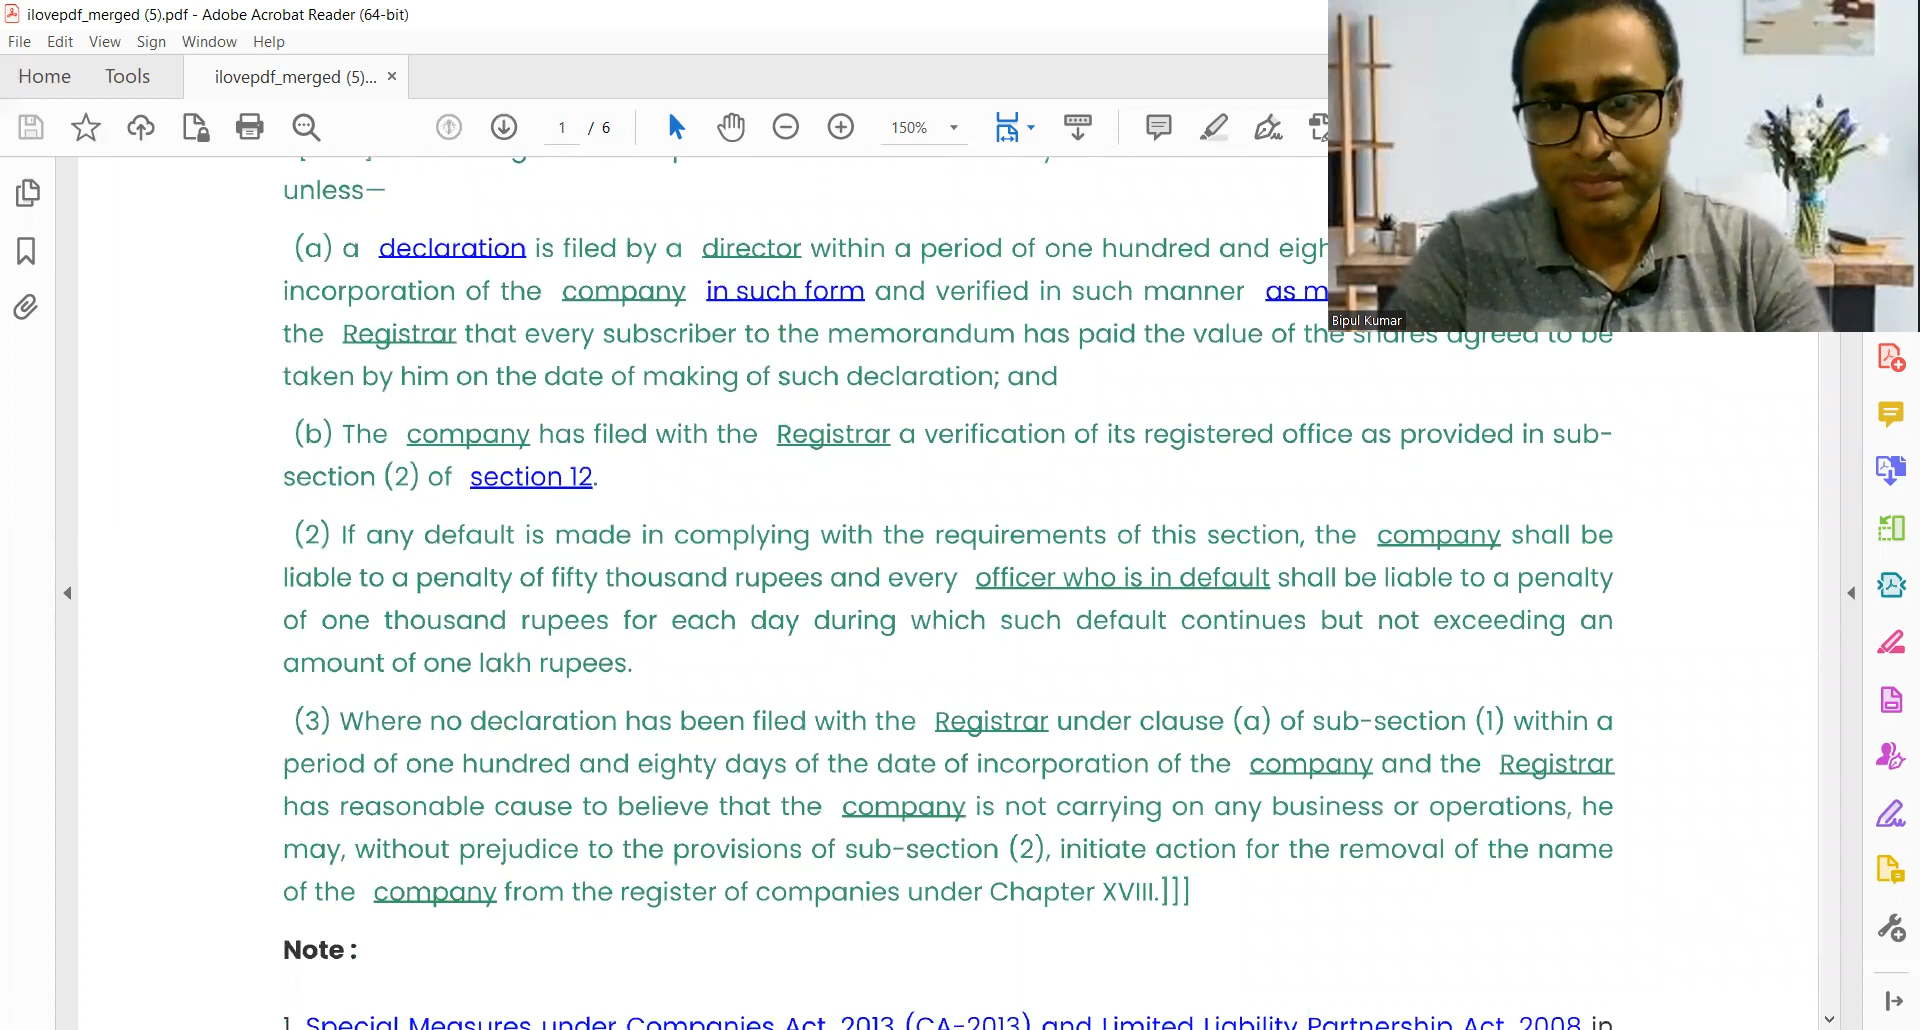 ilovepdf_merged (5).pdf - Adobe Acrobat Reader (64-bit)
File Edit View Sign Window Help
Home Tools ilovepdf_merged (5)... ×
1 / 6 150%
unless—
(a) a declaration is filed by a director within a period of one hundred and eigh
incorporation of the company in such form and verified in such manner as m
Bipul Kumar
the Registrar that every subscriber to the memorandum has paid the value of the shares agreed to be
taken by him on the date of making of such declaration; and
(b) The company has filed with the Registrar a verification of its registered office as provided in sub-
section (2) of section 12.
(2) If any default is made in complying with the requirements of this section, the company shall be
liable to a penalty of fifty thousand rupees and every officer who is in default shall be liable to a penalty
of one thousand rupees for each day during which such default continues but not exceeding an
amount of one lakh rupees.
(3) Where no declaration has been filed with the Registrar under clause (a) of sub-section (1) within a
period of one hundred and eighty days of the date of incorporation of the company and the Registrar
has reasonable cause to believe that the company is not carrying on any business or operations, he
may, without prejudice to the provisions of sub-section (2), initiate action for the removal of the name
of the company from the register of companies under Chapter XVIII.]]]
Note :
1. Special Measures under Companies Act, 2013 (CA-2013) and Limited Liability Partnership Act, 2008 in